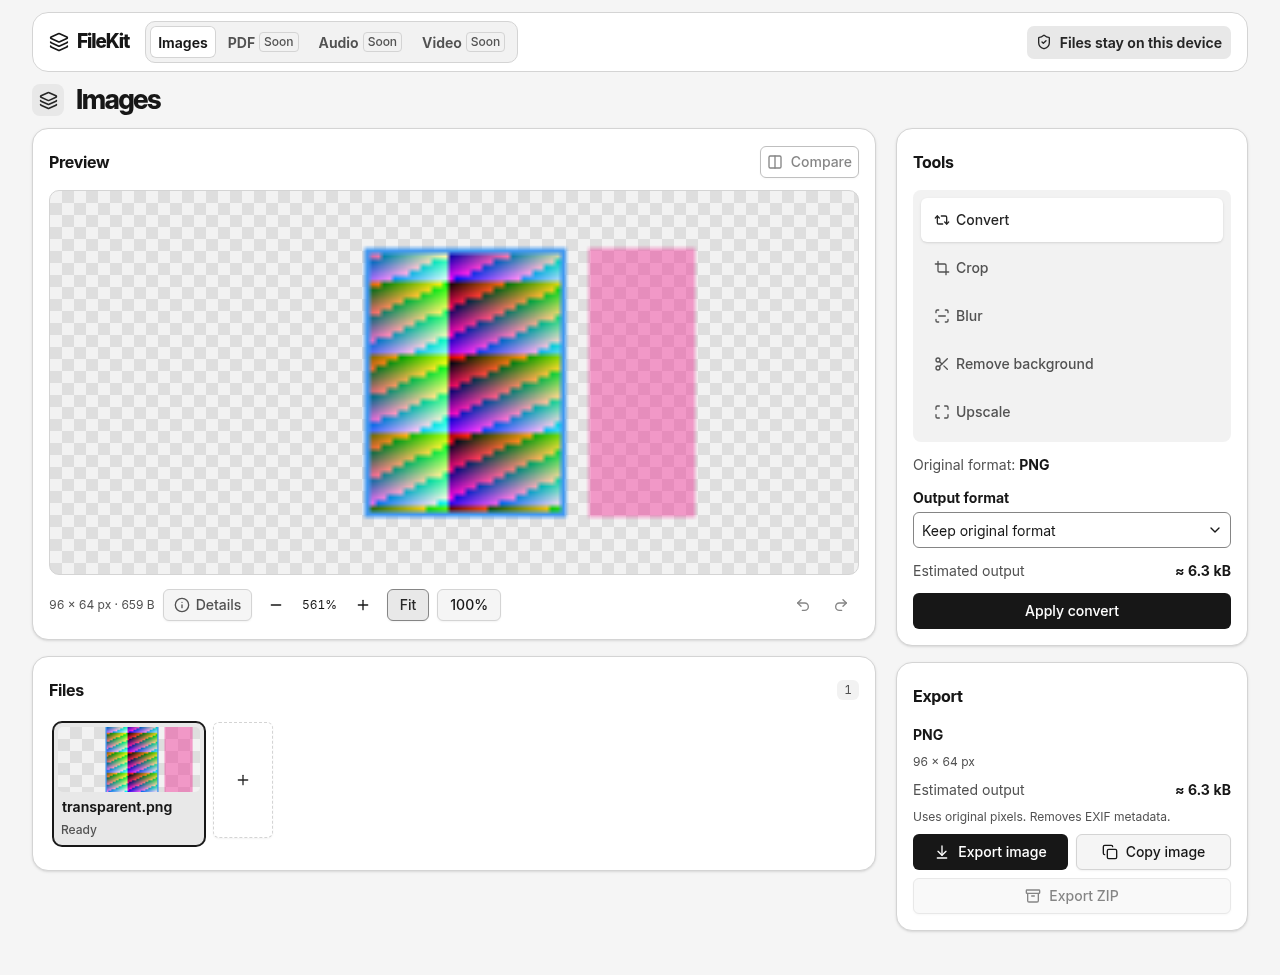 FileKit
Images
PDF Soon
Audio Soon
Video Soon
Files stay on this device
Images
Preview
Compare
96 × 64 px · 659 B
Details
561%
Fit
100%
Files
1
transparent.png
Ready
Tools
Convert
Crop
Blur
Remove background
Upscale
Original format: PNG
Output format
Keep original format
Estimated output ≈ 6.3 kB
Apply convert
Export
PNG
96 × 64 px
Estimated output ≈ 6.3 kB
Uses original pixels. Removes EXIF metadata.
Export image
Copy image
Export ZIP